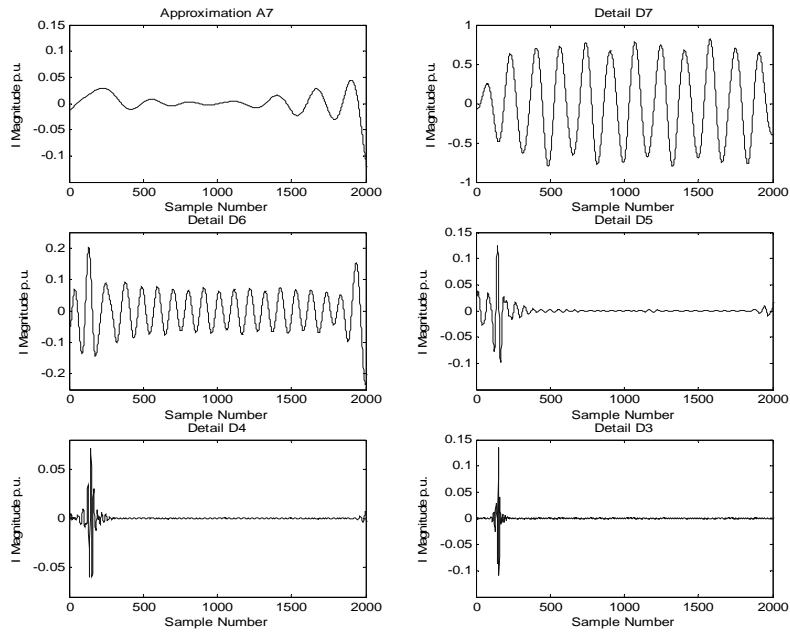 Approximation A7
0.15
0.1
0.05
0
-0.05
-0.1
I Magnitude p.u.
0 500 1000 1500 2000
Sample Number
Detail D7
1
0.5
0
-0.5
-1
I Magnitude p.u.
0 500 1000 1500 2000
Sample Number
Detail D6
0.2
0.1
0
-0.1
-0.2
I Magnitude p.u.
0 500 1000 1500 2000
Sample Number
Detail D5
0.15
0.1
0.05
0
-0.05
-0.1
I Magnitude p.u.
0 500 1000 1500 2000
Sample Number
Detail D4
0.05
0
-0.05
I Magnitude p.u.
0 500 1000 1500 2000
Sample Number
Detail D3
0.15
0.1
0.05
0
-0.05
-0.1
I Magnitude p.u.
0 500 1000 1500 2000
Sample Number